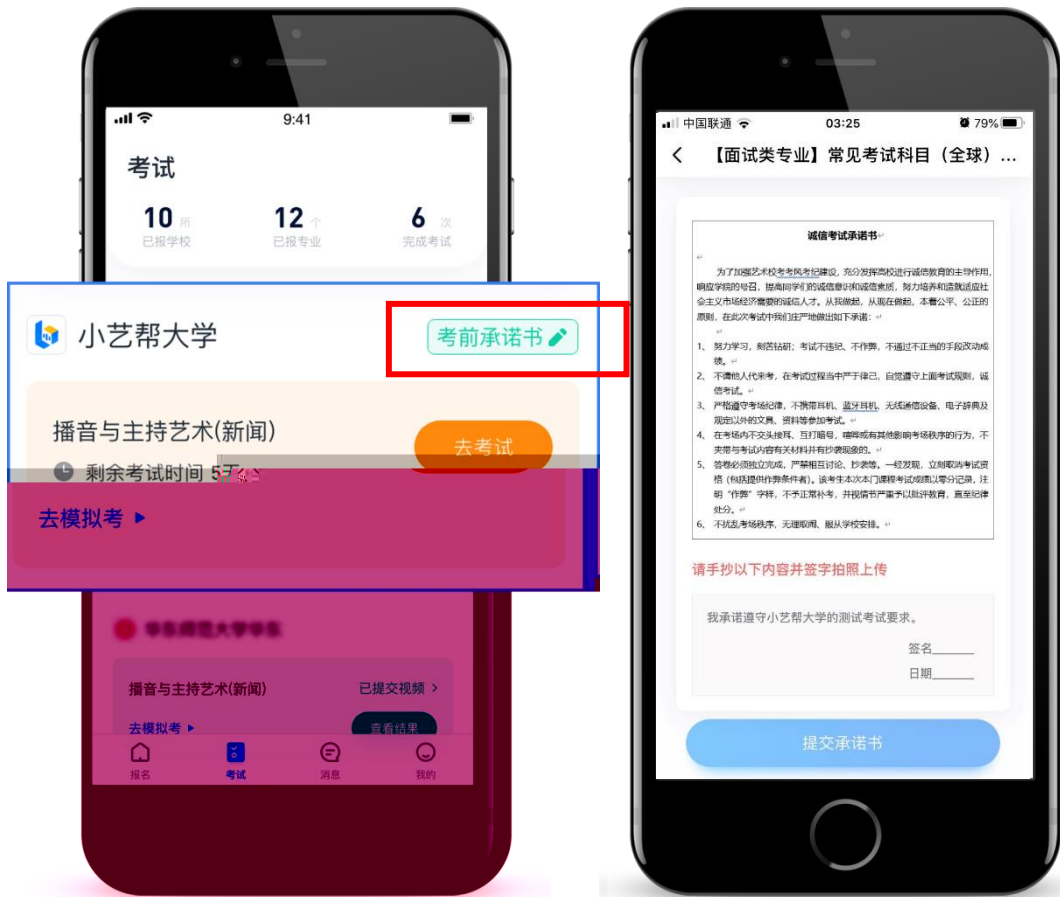 9:41
考试
10 所
12 个
6 次
已报学校
已报专业
完成考试
小艺帮大学
考前承诺书
播音与主持艺术(新闻)
去考试
剩余考试时间 5天
去模拟考
播音与主持艺术(新闻)
已提交视频 >
去模拟考
查看结果
报名
考试
消息
我的
中国联通
03:25
79%
【面试类专业】常见考试科目（全球）...
诚信考试承诺书
为了加强艺术校考考风考纪建设，充分发挥高校进行诚信教育的主导作用，
响应学院的号召，提高同学们的诚信意识和诚信素质，努力培养和造就适应社
会主义市场经济需要的诚信人才。从我做起，从现在做起，本着公平、公正的
原则，在此次考试中我们庄严地做出如下承诺：
1、 努力学习，刻苦钻研；考试不违纪、不作弊，不通过不正当的手段改动成
绩。
2、 不请他人代来考，在考试过程当中严于律己，自觉遵守上面考试规则，诚
信考试。
3、 严格遵守考场纪律，不携带耳机、蓝牙耳机、无线通信设备、电子辞典及
规定以外的文具、资料等参加考试。
4、 在考场内不交头接耳、互打暗号，喧哗或有其他影响考场秩序的行为，不
夹带与考试内容有关材料并有抄袭现象的。
5、 答卷必须独立完成，严禁相互讨论、抄袭等。一经发现，立刻取消考试资
格（包括提供作弊条件者）。该考生本次本门课程考试成绩以零分记录，注
明“作弊”字样，不予正常补考，并视情节严重予以批评教育，直至纪律
处分。
6、 不扰乱考场秩序，无理取闹、服从学校安排。
请手抄以下内容并签字拍照上传
我承诺遵守小艺帮大学的测试考试要求。
签名______
日期______
提交承诺书